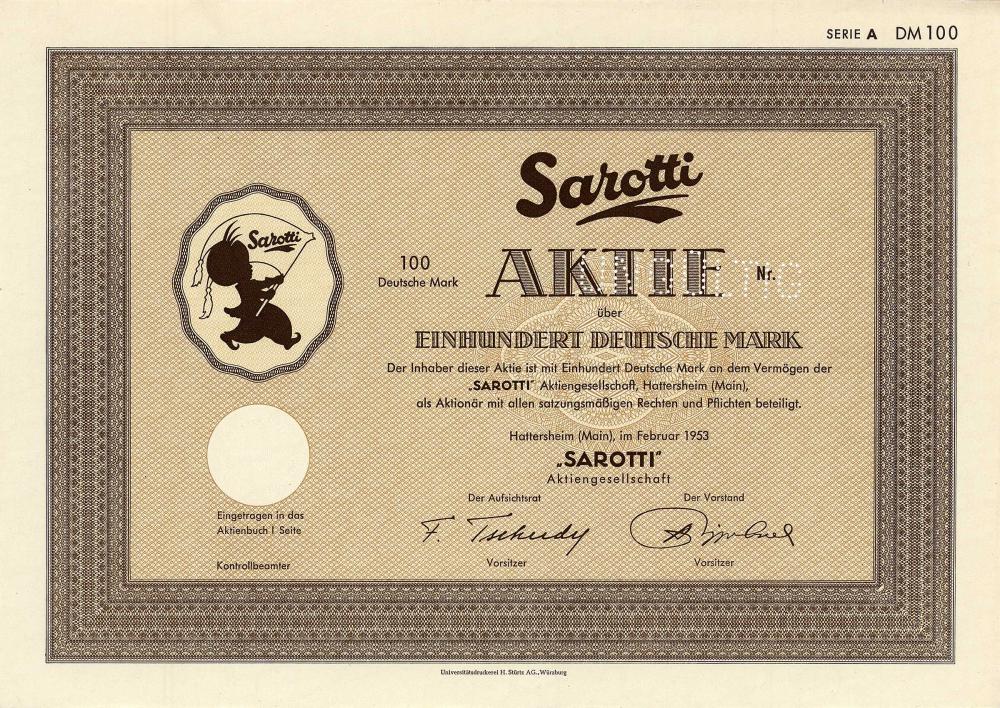 SERIE A DM 100
Sarotti
Sarotti
100
Deutsche Mark
AKTIE Nr.
über
EINHUNDERT DEUTSCHE MARK
Der Inhaber dieser Aktie ist mit Einhundert Deutsche Mark an dem Vermögen der
„SAROTTI" Aktiengesellschaft, Hattersheim (Main),
als Aktionär mit allen satzungsmäßigen Rechten und Pflichten beteiligt.
Hattersheim (Main), im Februar 1953
„SAROTTI"
Aktiengesellschaft
Der Aufsichtsrat Der Vorstand
F. Tschudy
Vorsitzer Vorsitzer
Eingetragen in das
Aktienbuch I Seite
Kontrollbeamter
Universitätsdruckerei H. Stürtz AG., Würzburg